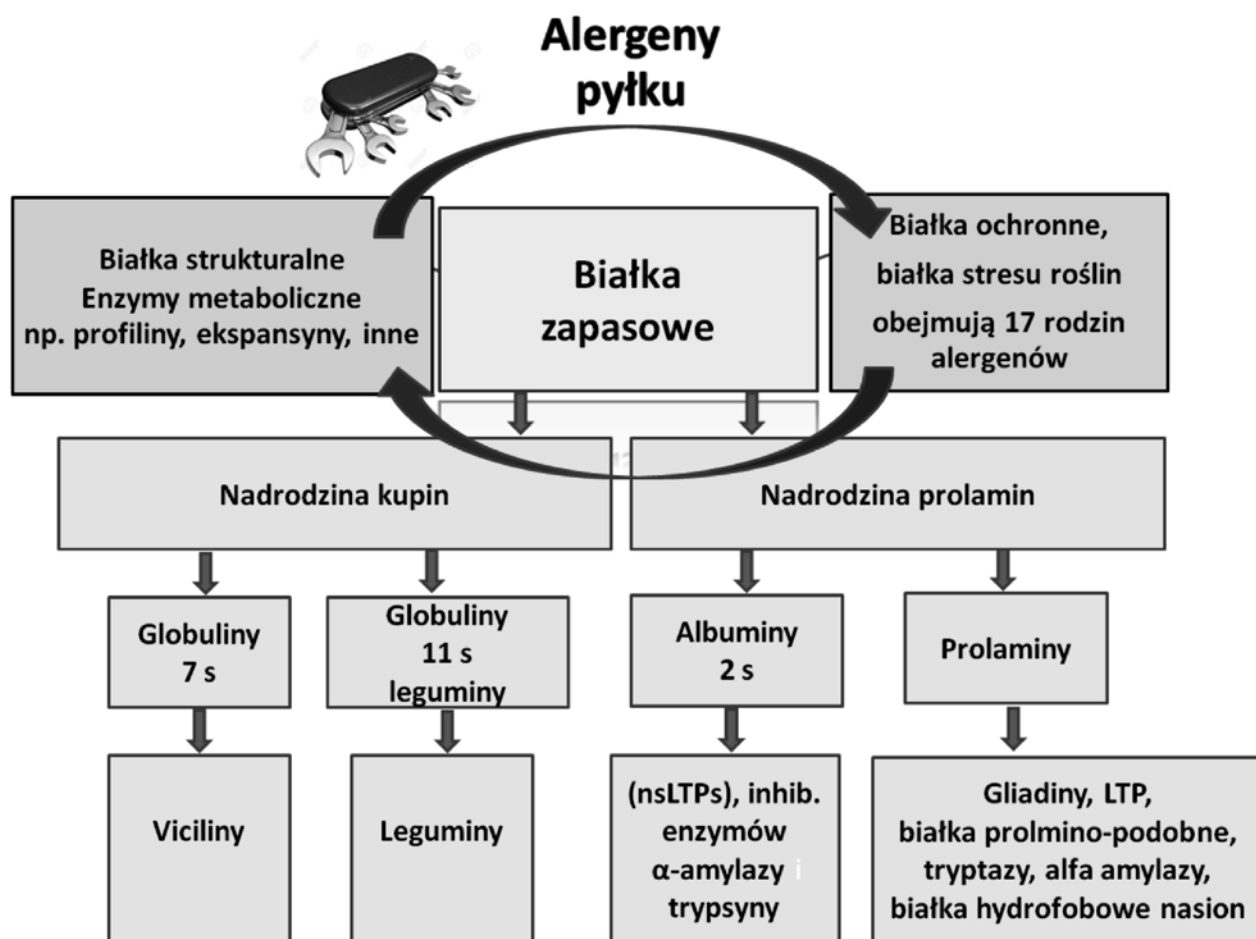 Alergeny
pyłku
Białka strukturalne
Enzymy metaboliczne
np. profiliny, ekspansyny, inne
Białka
zapasowe
Białka ochronne,
białka stresu roślin
obejmują 17 rodzin
alergenów
Nadrodzina kupin
Nadrodzina prolamin
Globuliny
7 s
Globuliny
11 s
leguminy
Albuminy
2 s
Prolaminy
Viciliny
Leguminy
(nsLTPs), inhib.
enzymów
α-amylazy i
trypsyny
Gliadiny, LTP,
białka prolmino-podobne,
tryptazy, alfa amylazy,
białka hydrofobowe nasion